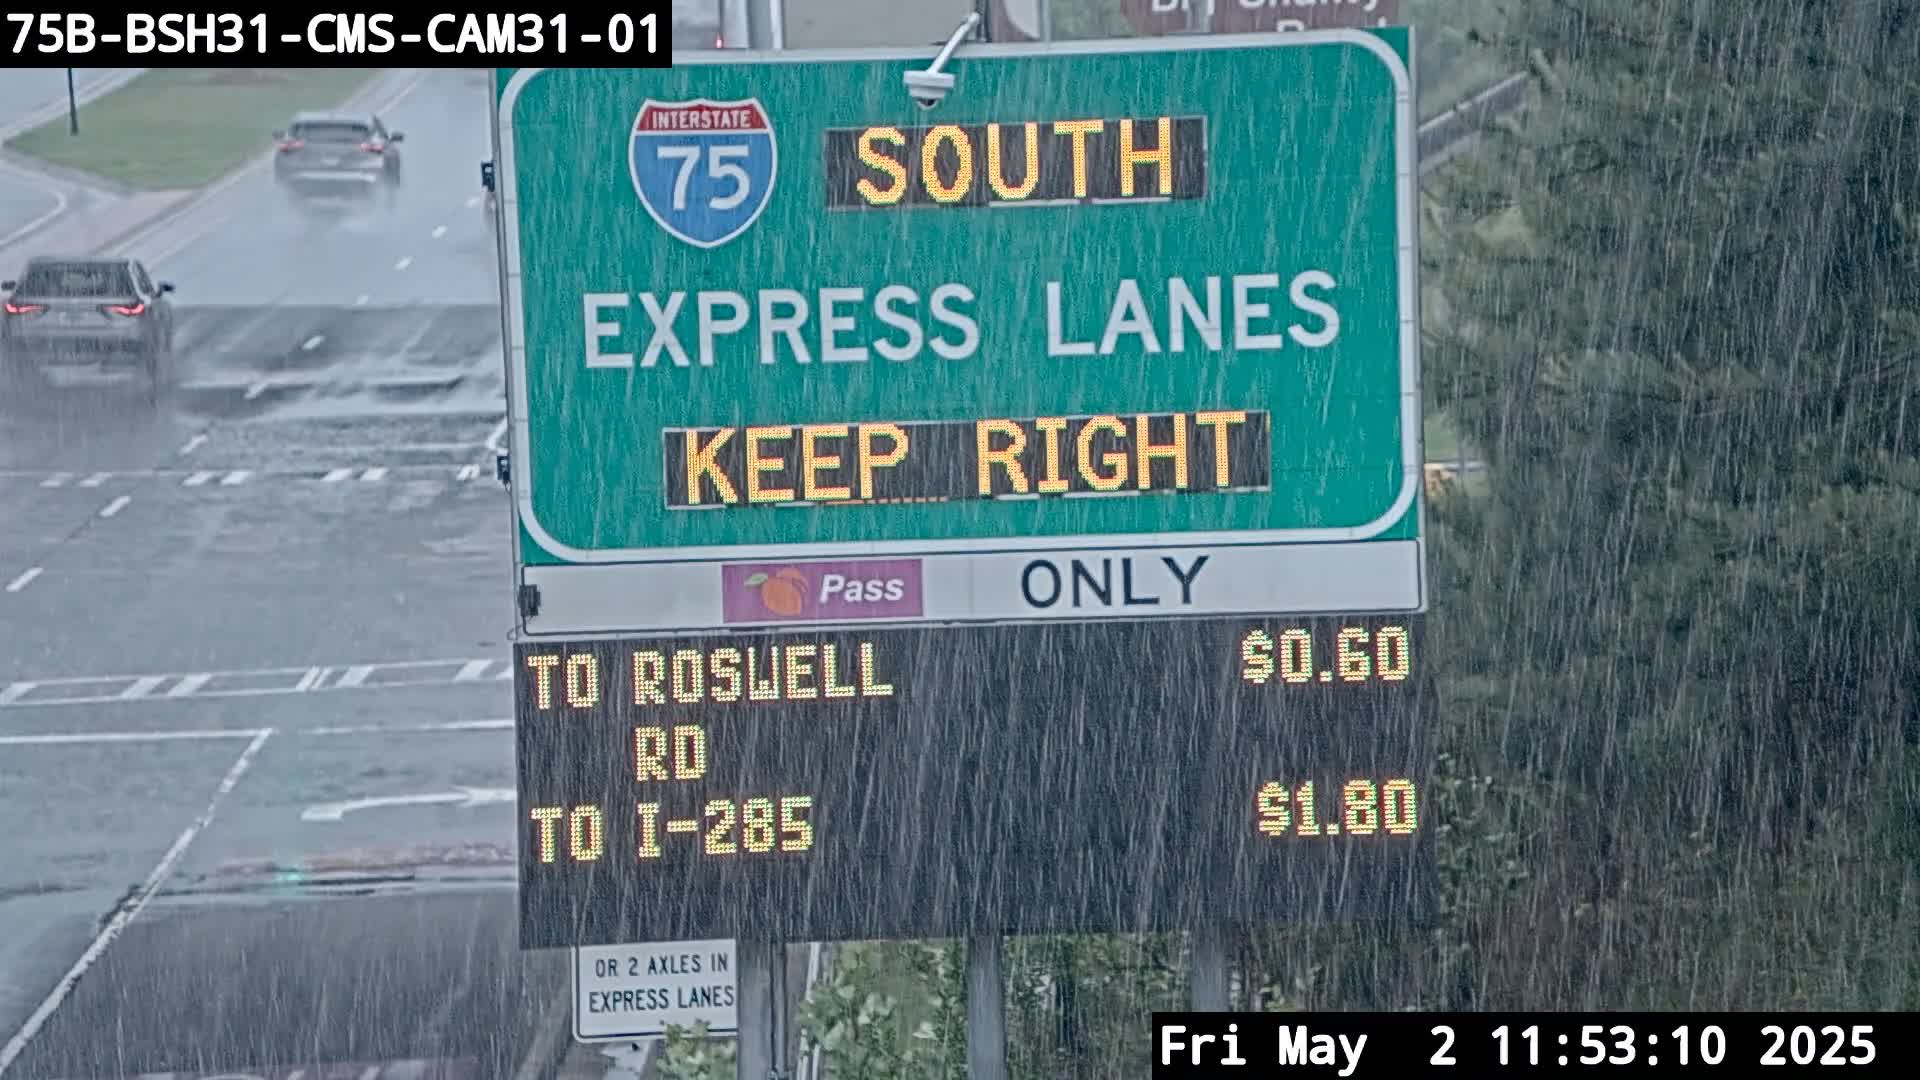 75B-BSH31-CMS-CAM31-01
INTERSTATE
75
SOUTH
EXPRESS LANES
KEEP RIGHT
Pass ONLY
TO ROSWELL $0.60
RD
TO I-285 $1.80
OR 2 AXLES IN
EXPRESS LANES
Fri May 2 11:53:10 2025